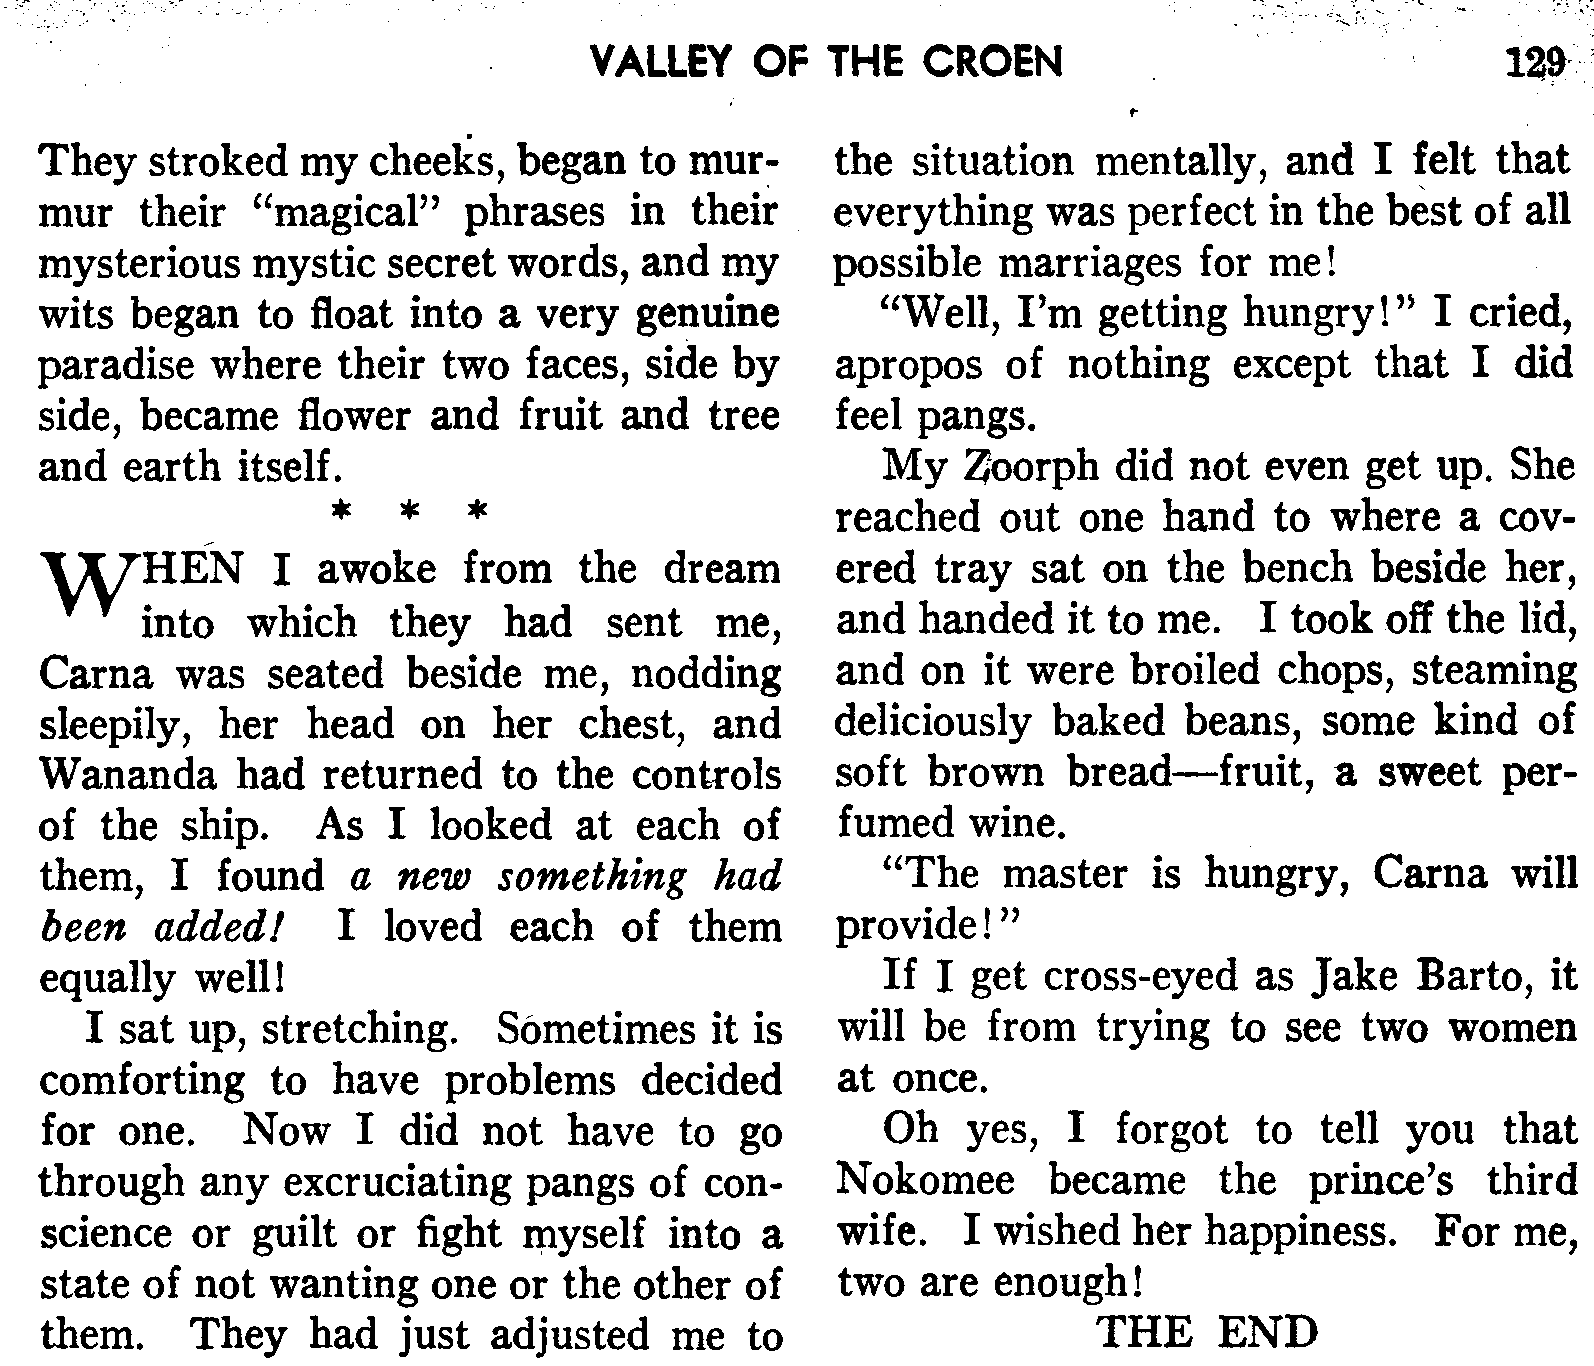 VALLEY OF THE CROEN 129
They stroked my cheeks, began to mur-
mur their “magical” phrases in their
mysterious mystic secret words, and my
wits began to float into a very genuine
paradise where their two faces, side by
side, became flower and fruit and tree
and earth itself.
* * *
WHEN I awoke from the dream
into which they had sent me,
Carna was seated beside me, nodding
sleepily, her head on her chest, and
Wananda had returned to the controls
of the ship. As I looked at each of
them, I found a new something had
been added! I loved each of them
equally well!
I sat up, stretching. Sometimes it is
comforting to have problems decided
for one. Now I did not have to go
through any excruciating pangs of con-
science or guilt or fight myself into a
state of not wanting one or the other of
them. They had just adjusted me to
the situation mentally, and I felt that
everything was perfect in the best of all
possible marriages for me!
“Well, I’m getting hungry!” I cried,
apropos of nothing except that I did
feel pangs.
My Zoorph did not even get up. She
reached out one hand to where a cov-
ered tray sat on the bench beside her,
and handed it to me. I took off the lid,
and on it were broiled chops, steaming
deliciously baked beans, some kind of
soft brown bread—fruit, a sweet per-
fumed wine.
“The master is hungry, Carna will
provide!”
If I get cross-eyed as Jake Barto, it
will be from trying to see two women
at once.
Oh yes, I forgot to tell you that
Nokomee became the prince’s third
wife. I wished her happiness. For me,
two are enough!
THE END